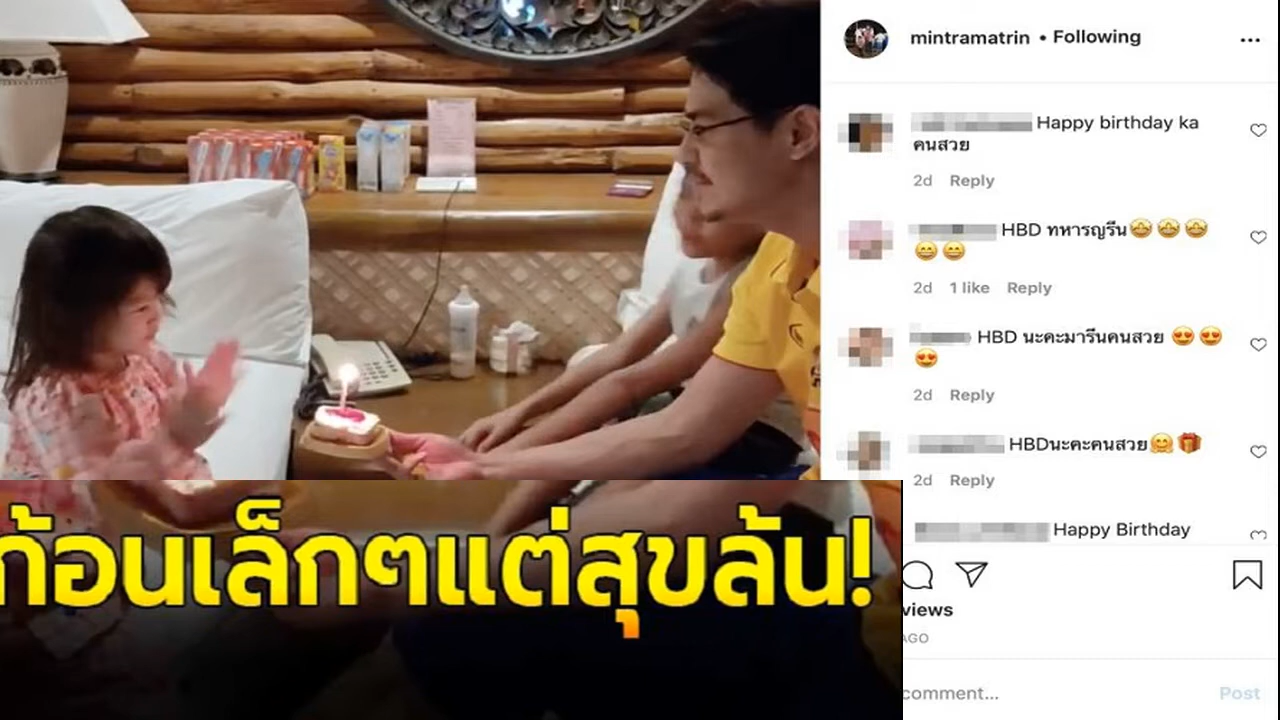 mintramatrin • Following
Happy birthday ka
คนสวย
2d Reply
HBD ทหารญรีน🤩 🤩 🤩
😄 😄
2d 1 like Reply
HBD นะคะมารีนคนสวย 😍 😍
😍
2d Reply
HBDนะคะคนสวย🤗 🎁
2d Reply
Happy Birthday
ก้อนเล็กๆแต่สุขล้น!
views
AGO
comment...
Post